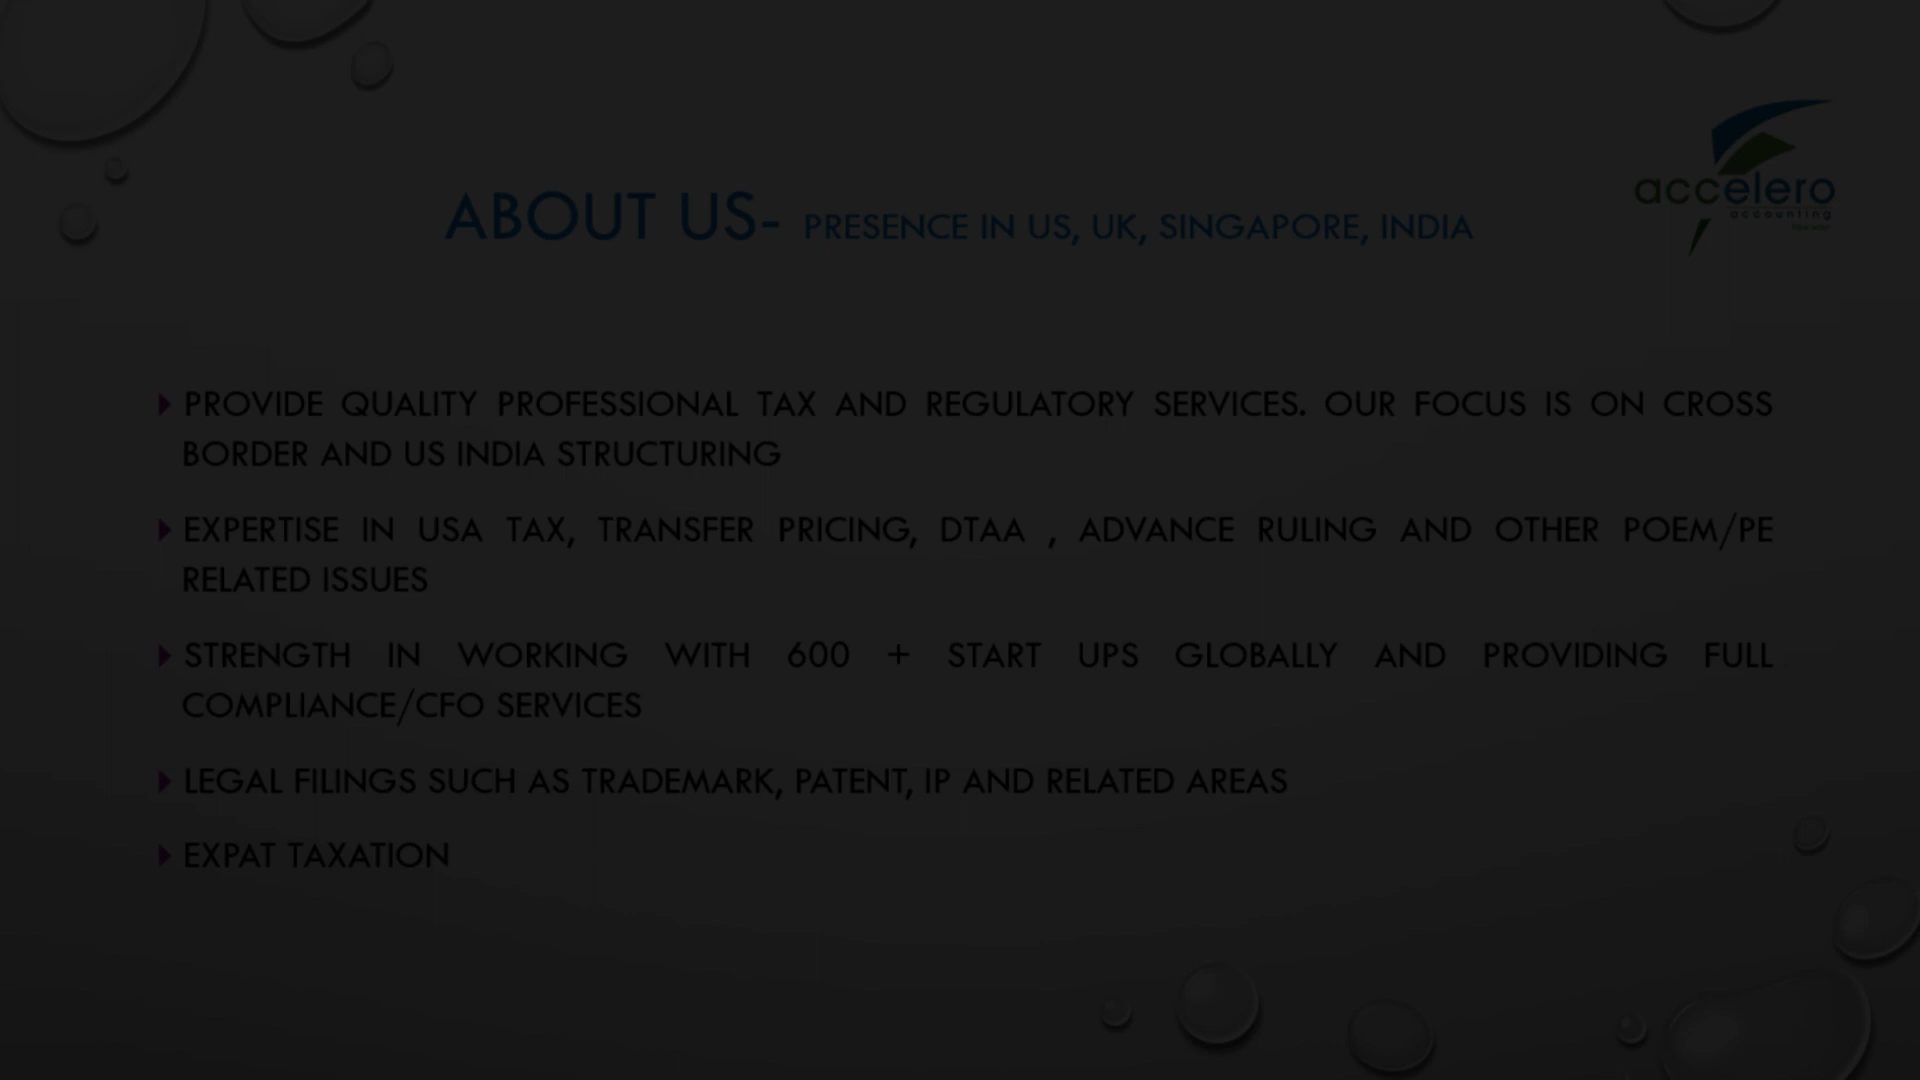 accelero
accounting
ABOUT US- PRESENCE IN US, UK, SINGAPORE, INDIA
PROVIDE QUALITY PROFESSIONAL TAX AND REGULATORY SERVICES. OUR FOCUS IS ON CROSS
BORDER AND US INDIA STRUCTURING
EXPERTISE IN USA TAX, TRANSFER PRICING, DTAA , ADVANCE RULING AND OTHER POEM/PE
RELATED ISSUES
STRENGTH IN WORKING WITH 600 + START UPS GLOBALLY AND PROVIDING FULL
COMPLIANCE/CFO SERVICES
LEGAL FILINGS SUCH AS TRADEMARK, PATENT, IP AND RELATED AREAS
EXPAT TAXATION